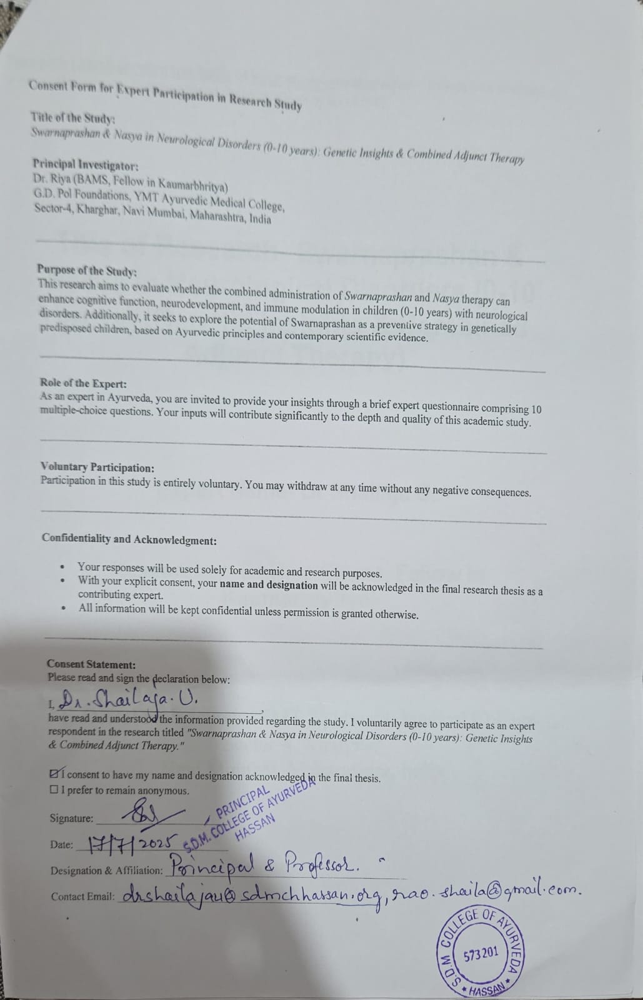 Consent Form for Expert Participation in Research Study
Title of the Study:
Swarnaprashan & Nasya in Neurological Disorders (0-10 years): Genetic Insights & Combined Adjunct Therapy
Principal Investigator:
Dr. Riya (BAMS, Fellow in Kaumarbhritya)
G.D. Pol Foundations, YMT Ayurvedic Medical College,
Sector-4, Kharghar, Navi Mumbai, Maharashtra, India
Purpose of the Study:
This research aims to evaluate whether the combined administration of Swarnaprashan and Nasya therapy can
enhance cognitive function, neurodevelopment, and immune modulation in children (0-10 years) with neurological
disorders. Additionally, it seeks to explore the potential of Swarnaprashan as a preventive strategy in genetically
predisposed children, based on Ayurvedic principles and contemporary scientific evidence.
Role of the Expert:
As an expert in Ayurveda, you are invited to provide your insights through a brief expert questionnaire comprising 10
multiple-choice questions. Your inputs will contribute significantly to the depth and quality of this academic study.
Voluntary Participation:
Participation in this study is entirely voluntary. You may withdraw at any time without any negative consequences.
Confidentiality and Acknowledgment:
• Your responses will be used solely for academic and research purposes.
• With your explicit consent, your name and designation will be acknowledged in the final research thesis as a
contributing expert.
• All information will be kept confidential unless permission is granted otherwise.
Consent Statement:
Please read and sign the declaration below:
I, Dr. Shailaja. U.,
have read and understood the information provided regarding the study. I voluntarily agree to participate as an expert
respondent in the research titled "Swarnaprashan & Nasya in Neurological Disorders (0-10 years): Genetic Insights
& Combined Adjunct Therapy."
☑ I consent to have my name and designation acknowledged in the final thesis.
☐ I prefer to remain anonymous.
Signature:
PRINCIPAL
S.D.M. COLLEGE OF AYURVEDA
HASSAN
Date: 17/7/2025
Designation & Affiliation: Principal & Professor.
Contact Email: drshailajau@sdmchhassan.org, rao.shaila@gmail.com.
S.D.M COLLEGE OF AYURVEDA
573201
* HASSAN *